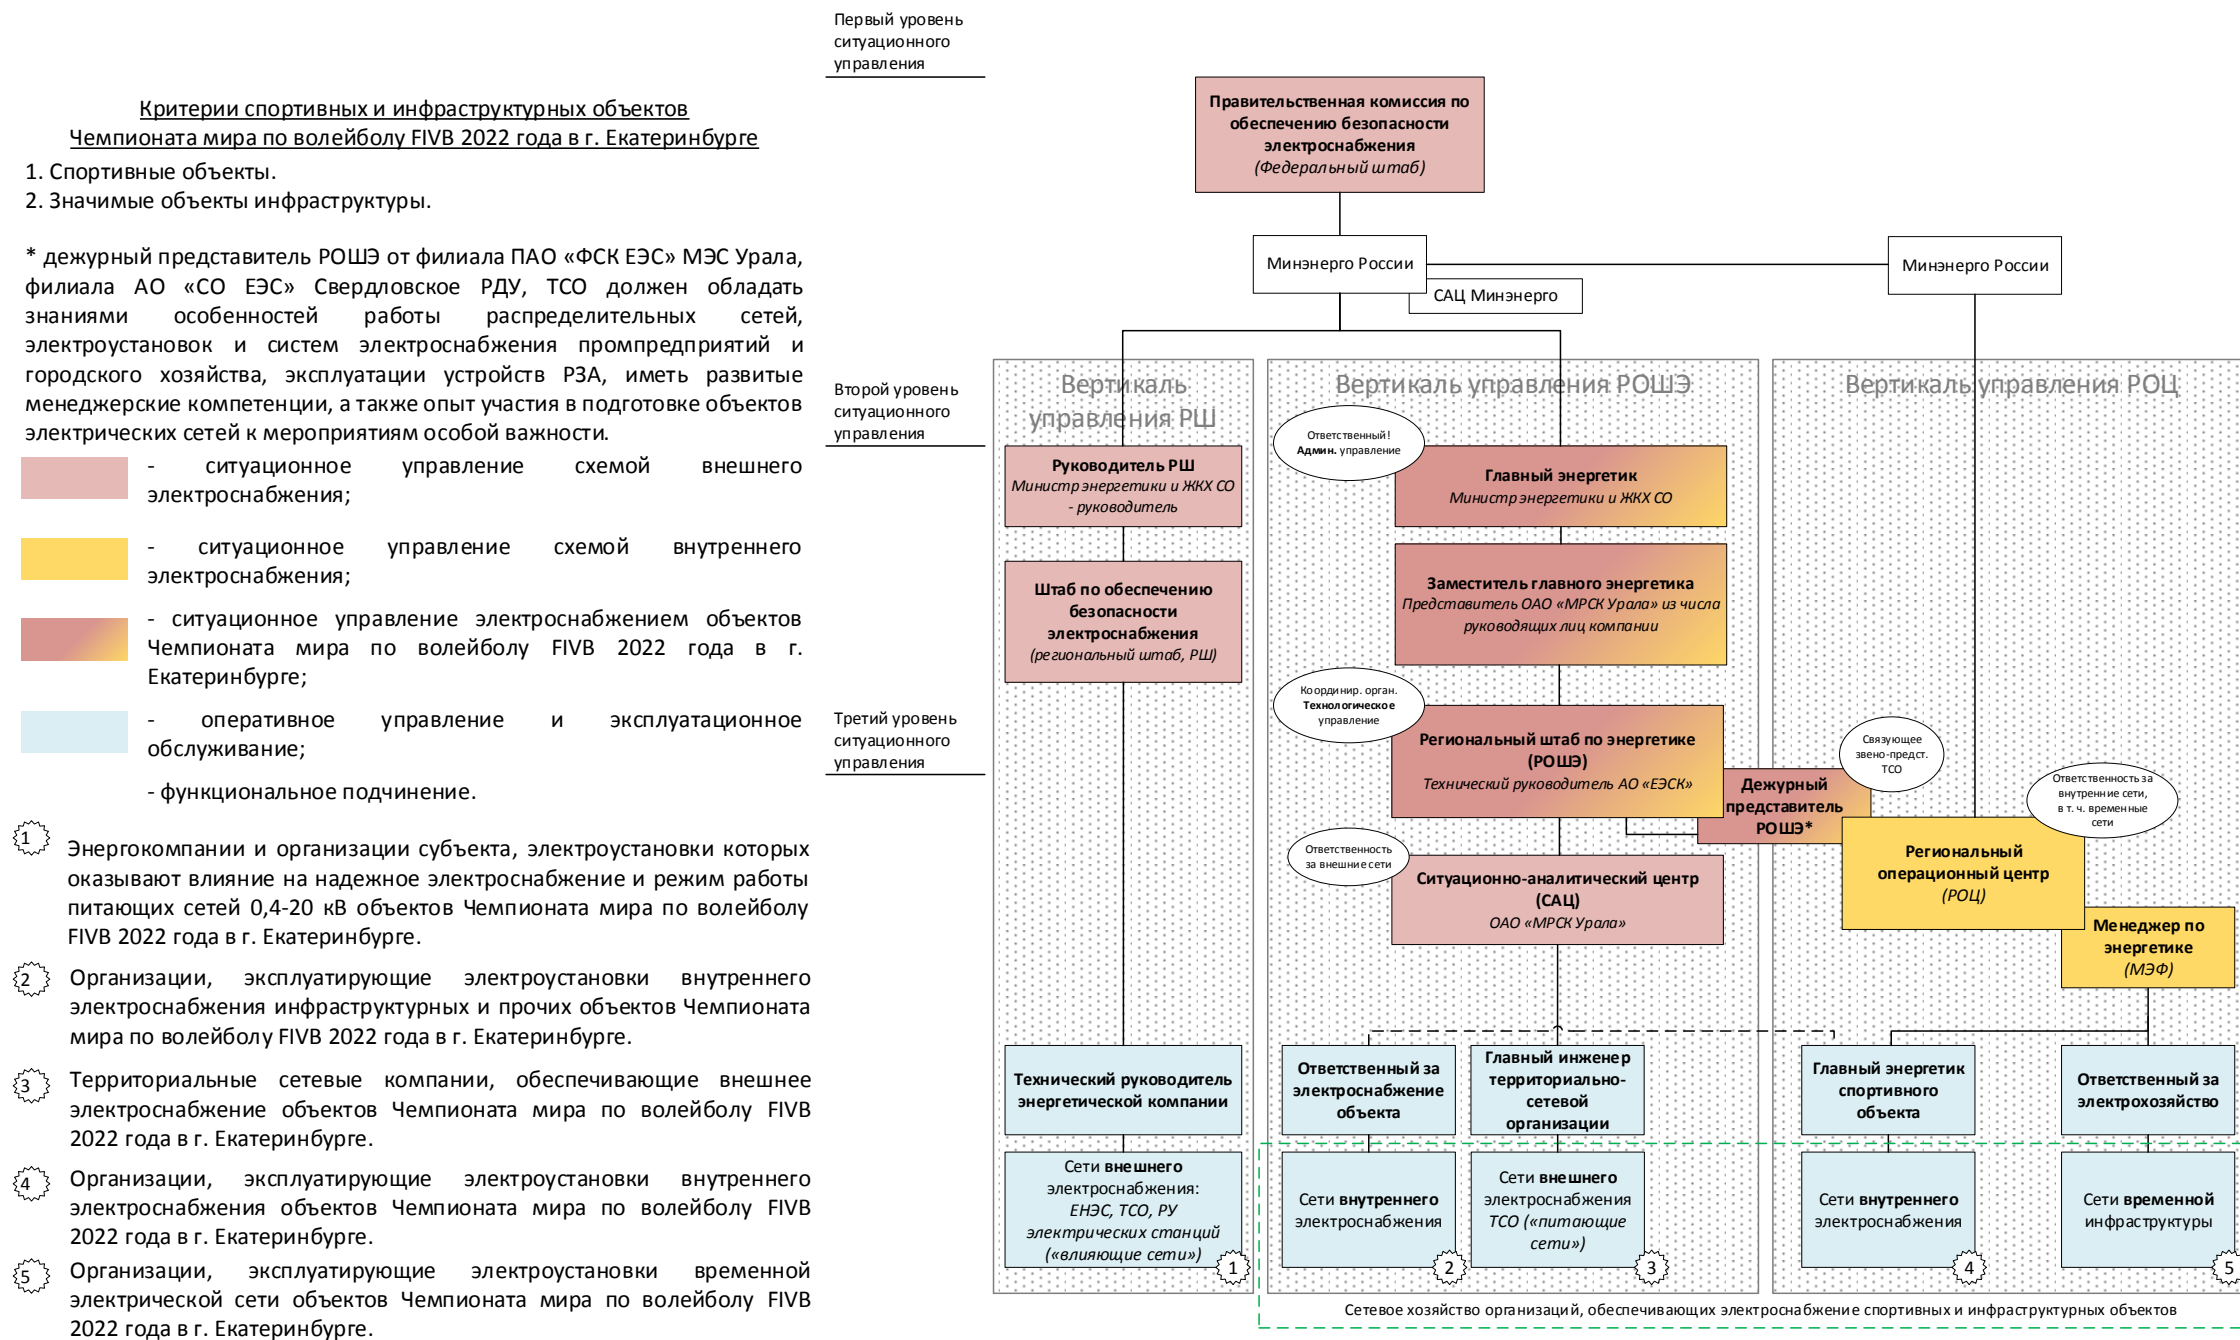 Критерии спортивных и инфраструктурных объектов
Чемпионата мира по волейболу FIVB 2022 года в г. Екатеринбурге
1. Спортивные объекты.
2. Значимые объекты инфраструктуры.
* дежурный представитель РОШЭ от филиала ПАО «ФСК ЕЭС» МЭС Урала,
филиала АО «СО ЕЭС» Свердловское РДУ, ТСО должен обладать
знаниями особенностей работы распределительных сетей,
электроустановок и систем электроснабжения промпредприятий и
городского хозяйства, эксплуатации устройств РЗА, иметь развитые
менеджерские компетенции, а также опыт участия в подготовке объектов
электрических сетей к мероприятиям особой важности.
- ситуационное управление схемой внешнего
электроснабжения;
- ситуационное управление схемой внутреннего
электроснабжения;
- ситуационное управление электроснабжением объектов
Чемпионата мира по волейболу FIVB 2022 года в г.
Екатеринбурге;
- оперативное управление и эксплуатационное
обслуживание;
- функциональное подчинение.
1
Энергокомпании и организации субъекта, электроустановки которых
оказывают влияние на надежное электроснабжение и режим работы
питающих сетей 0,4-20 кВ объектов Чемпионата мира по волейболу
FIVB 2022 года в г. Екатеринбурге.
2
Организации, эксплуатирующие электроустановки внутреннего
электроснабжения инфраструктурных и прочих объектов Чемпионата
мира по волейболу FIVB 2022 года в г. Екатеринбурге.
3
Территориальные сетевые компании, обеспечивающие внешнее
электроснабжение объектов Чемпионата мира по волейболу FIVB
2022 года в г. Екатеринбурге.
4
Организации, эксплуатирующие электроустановки внутреннего
электроснабжения объектов Чемпионата мира по волейболу FIVB
2022 года в г. Екатеринбурге.
5
Организации, эксплуатирующие электроустановки временной
электрической сети объектов Чемпионата мира по волейболу FIVB
2022 года в г. Екатеринбурге.
Первый уровень
ситуационного
управления
Второй уровень
ситуационного
управления
Третий уровень
ситуационного
управления
Правительственная комиссия по
обеспечению безопасности
электроснабжения
(Федеральный штаб)
Минэнерго России
САЦ Минэнерго
Минэнерго России
Вертикаль
управления РШ
Руководитель РШ
Министр энергетики и ЖКХ СО
- руководитель
Штаб по обеспечению
безопасности
электроснабжения
(региональный штаб, РШ)
Технический руководитель
энергетической компании
Сети внешнего
электроснабжения:
ЕНЭС, ТСО, РУ
электрических станций
(«влияющие сети»)
1
Вертикаль управления РОШЭ
Ответственный!
Админ. управление
Главный энергетик
Министр энергетики и ЖКХ СО
Заместитель главного энергетика
Представитель ОАО «МРСК Урала» из числа
руководящих лиц компании
Координир. орган.
Технологическое
управление
Региональный штаб по энергетике
(РОШЭ)
Технический руководитель АО «ЕЭСК»
Дежурный
представитель
РОШЭ*
Ответственность
за внешние сети
Ситуационно-аналитический центр
(САЦ)
ОАО «МРСК Урала»
Ответственный за
электроснабжение
объекта
Главный инженер
территориально-
сетевой
организации
Сети внутреннего
электроснабжения
2
Сети внешнего
электроснабжения
ТСО («питающие
сети»)
3
Вертикаль управления РОЦ
Связующее
звено-предст.
ТСО
Ответственность за
внутренние сети,
в т. ч. временные
сети
Региональный
операционный центр
(РОЦ)
Менеджер по
энергетике
(МЭФ)
Главный энергетик
спортивного
объекта
Ответственный за
электрохозяйство
Сети внутреннего
электроснабжения
4
Сети временной
инфраструктуры
5
Сетевое хозяйство организаций, обеспечивающих электроснабжение спортивных и инфраструктурных объектов